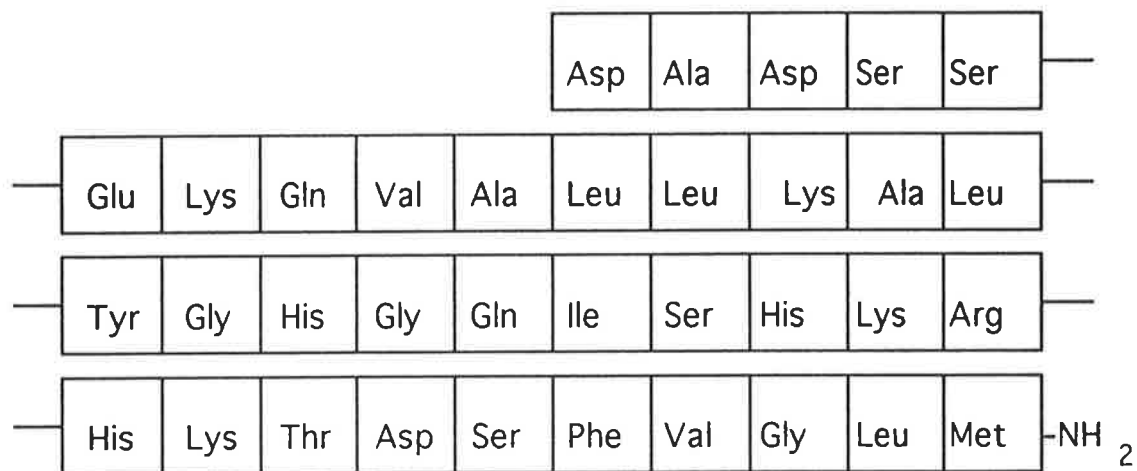 Asp Ala Asp Ser Ser
Glu Lys Gln Val Ala Leu Leu Lys Ala Leu
Tyr Gly His Gly Gln Ile Ser His Lys Arg
His Lys Thr Asp Ser Phe Val Gly Leu Met -NH2